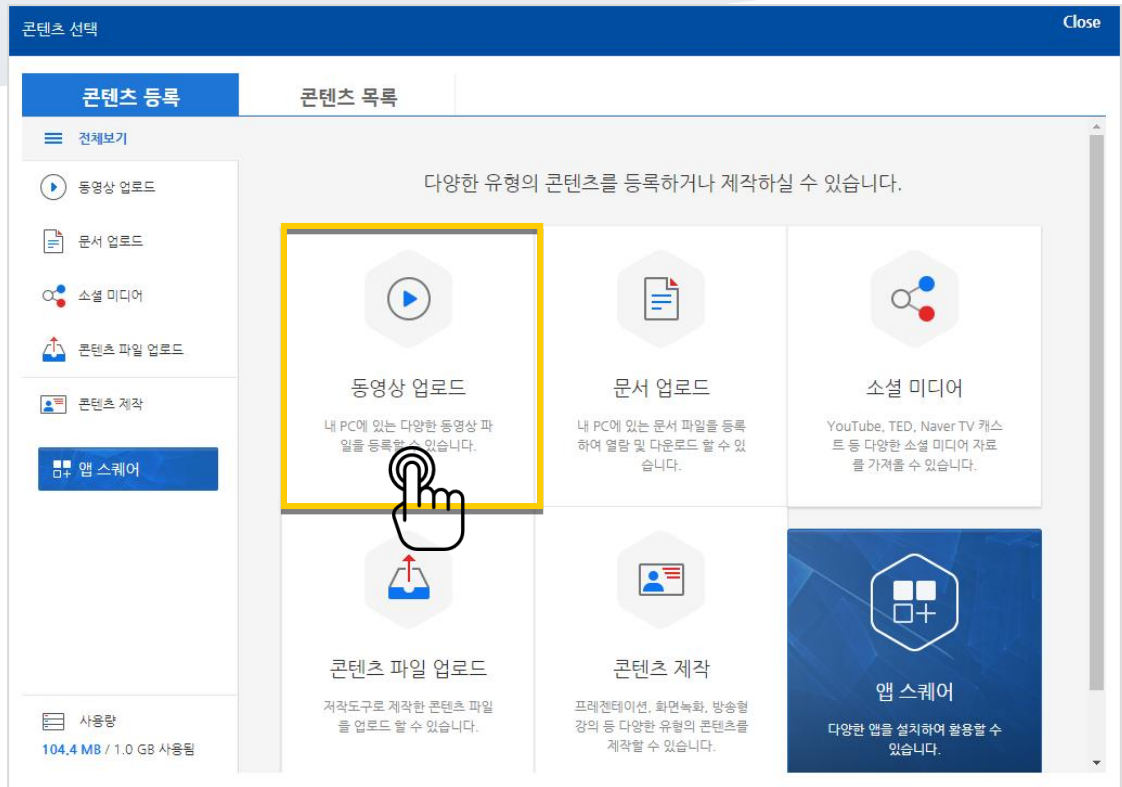 콘텐츠 선택
Close
콘텐츠 등록
콘텐츠 목록
전체보기
동영상 업로드
문서 업로드
소셜 미디어
콘텐츠 파일 업로드
콘텐츠 제작
앱 스퀘어
사용량
104.4 MB / 1.0 GB 사용됨
다양한 유형의 콘텐츠를 등록하거나 제작하실 수 있습니다.
동영상 업로드
내 PC에 있는 다양한 동영상 파
일을 등록할 수 있습니다.
문서 업로드
내 PC에 있는 문서 파일을 등록
하여 열람 및 다운로드 할 수 있
습니다.
소셜 미디어
YouTube, TED, Naver TV 캐스
트 등 다양한 소셜 미디어 자료
를 가져올 수 있습니다.
콘텐츠 파일 업로드
저작도구로 제작한 콘텐츠 파일
을 업로드 할 수 있습니다.
콘텐츠 제작
프레젠테이션, 화면녹화, 방송형
강의 등 다양한 유형의 콘텐츠를
제작할 수 있습니다.
앱 스퀘어
다양한 앱을 설치하여 활용할 수
있습니다.